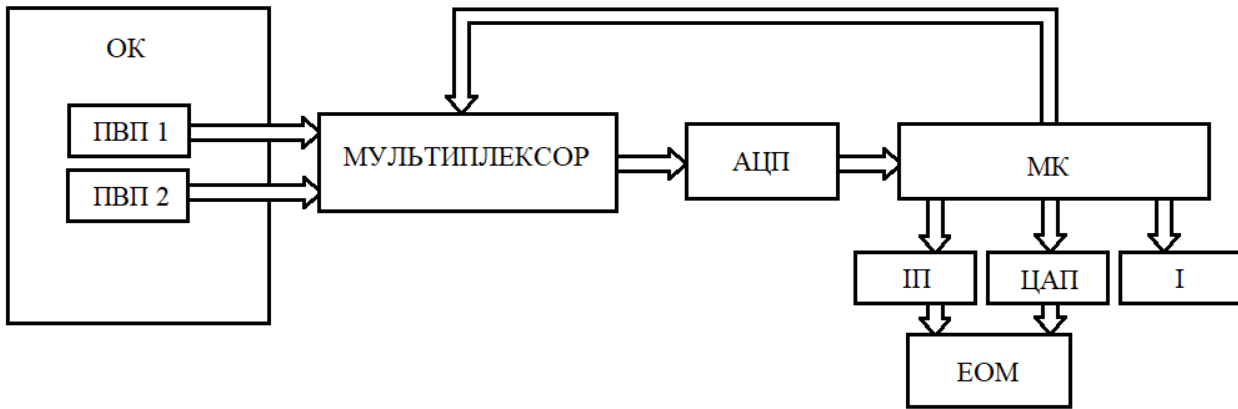 ОК
ПВП 1
ПВП 2
МУЛЬТИПЛЕКСОР
АЦП
МК
ІП
ЦАП
І
ЕОМ